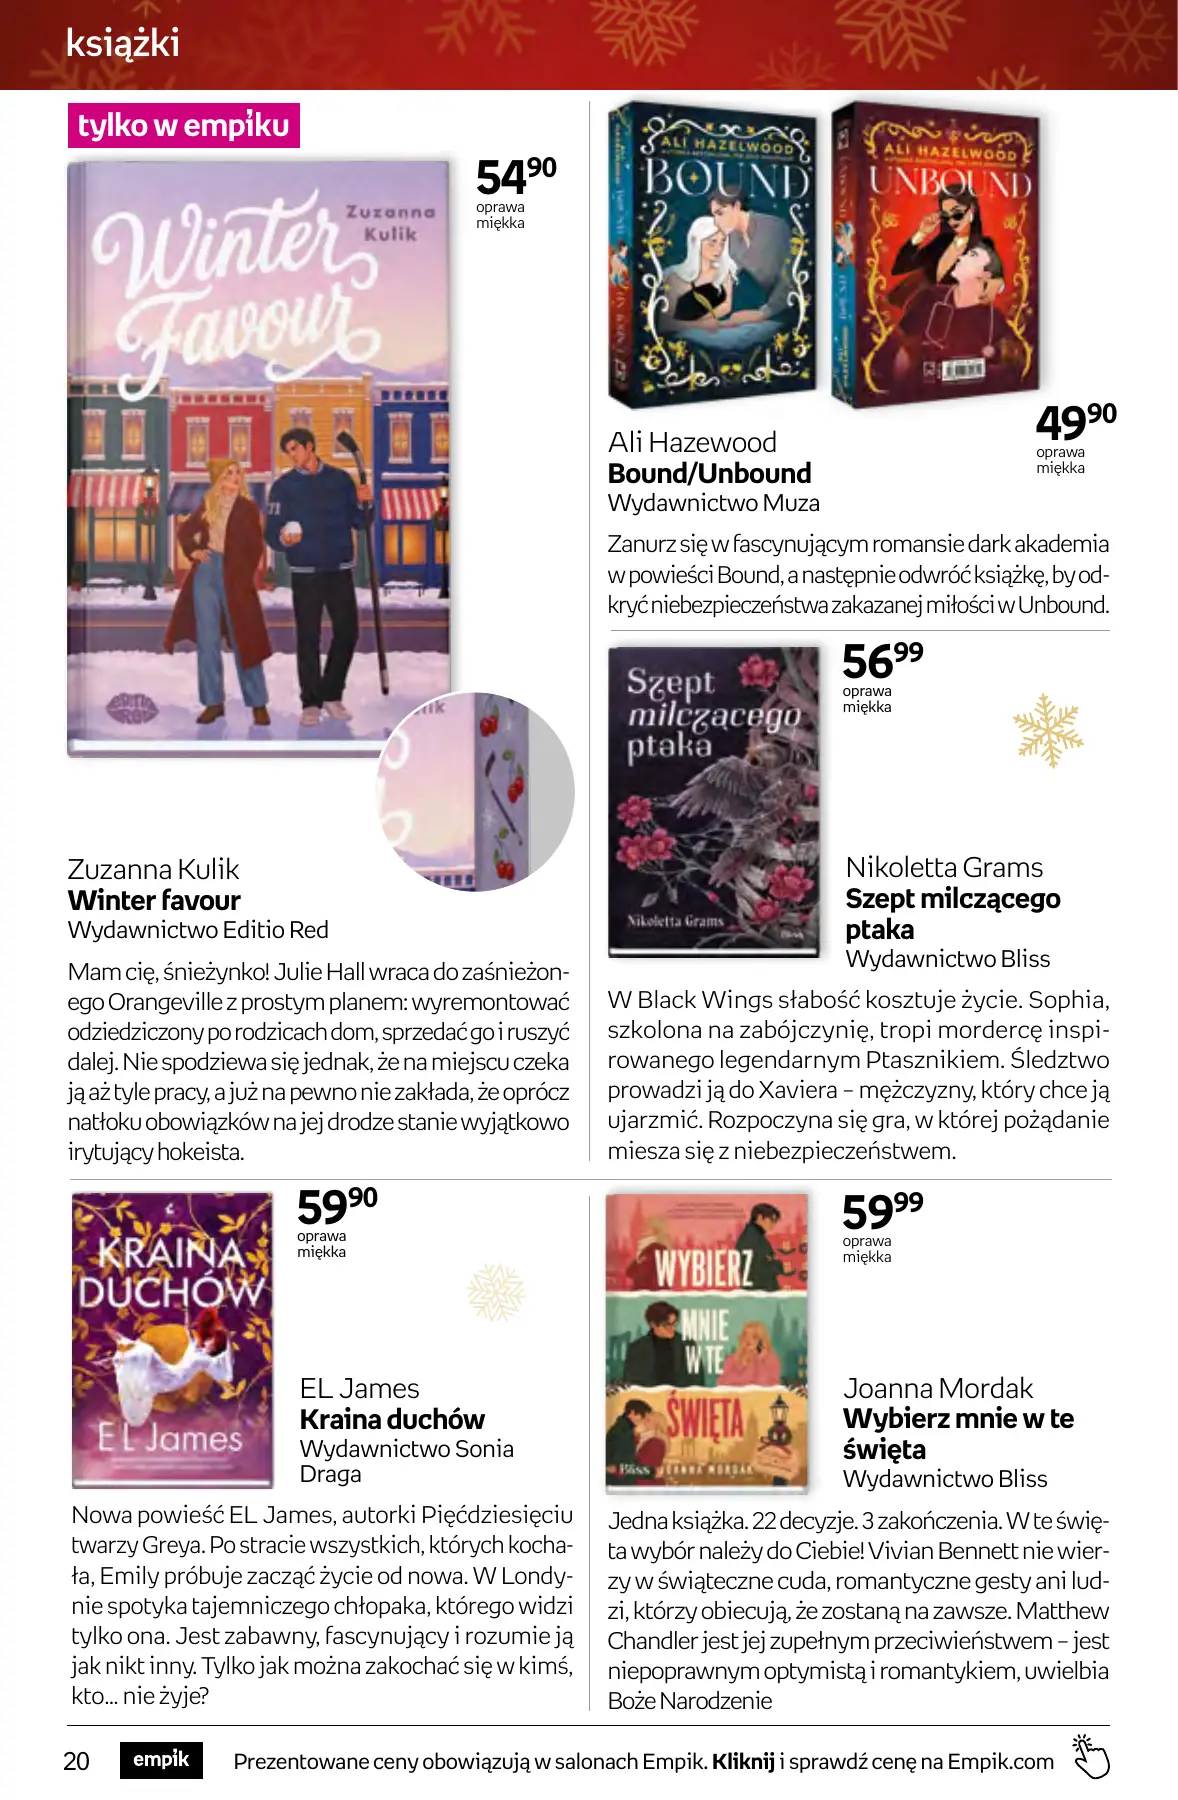 książki
tylko w empiku
Winter
Favour
Zuzanna
Kulik
5490
oprawa
miękka
Zuzanna Kulik
Winter favour
Wydawnictwo Editio Red
Mam cię, śnieżynko! Julie Hall wraca do zaśnieżon-
ego Orangeville z prostym planem: wyremontować
odziedziczony po rodzicach dom, sprzedać go i ruszyć
dalej. Nie spodziewa się jednak, że na miejscu czeka
ją aż tyle pracy, a już na pewno nie zakłada, że oprócz
natłoku obowiązków na jej drodze stanie wyjątkowo
irytujący hokeista.
ALI HAZELWOOD
BOUND
ALI HAZELWOOD
UNBOUND
4990
oprawa
miękka
Ali Hazewood
Bound/Unbound
Wydawnictwo Muza
Zanurz się w fascynującym romansie dark akademia
w powieści Bound, a następnie odwróć książkę, by od-
kryć niebezpieczeństwa zakazanej miłości w Unbound.
Szept
milczącego
ptaka
Nikoletta Grams
5699
oprawa
miękka
Nikoletta Grams
Szept milczącego
ptaka
Wydawnictwo Bliss
W Black Wings słabość kosztuje życie. Sophia,
szkolona na zabójczynię, tropi mordercę inspi-
rowanego legendarnym Ptasznikiem. Śledztwo
prowadzi ją do Xaviera – mężczyzny, który chce ją
ujarzmić. Rozpoczyna się gra, w której pożądanie
miesza się z niebezpieczeństwem.
KRAINA
DUCHÓW
E L James
5990
oprawa
miękka
EL James
Kraina duchów
Wydawnictwo Sonia
Draga
Nowa powieść EL James, autorki Pięćdziesięciu
twarzy Greya. Po stracie wszystkich, których kocha-
ła, Emily próbuje zacząć życie od nowa. W Londy-
nie spotyka tajemniczego chłopaka, którego widzi
tylko ona. Jest zabawny, fascynujący i rozumie ją
jak nikt inny. Tylko jak można zakochać się w kimś,
kto... nie żyje?
WYBIERZ
MNIE
W TE
ŚWIĘTA
Bliss
JOANNA MORDAK
5999
oprawa
miękka
Joanna Mordak
Wybierz mnie w te
święta
Wydawnictwo Bliss
Jedna książka. 22 decyzje. 3 zakończenia. W te świę-
ta wybór należy do Ciebie! Vivian Bennett nie wier-
zy w świąteczne cuda, romantyczne gesty ani lud-
zi, którzy obiecują, że zostaną na zawsze. Matthew
Chandler jest jej zupełnym przeciwieństwem – jest
niepoprawnym optymistą i romantykiem, uwielbia
Boże Narodzenie
20
empik
Prezentowane ceny obowiązują w salonach Empik. Kliknij i sprawdź cenę na Empik.com